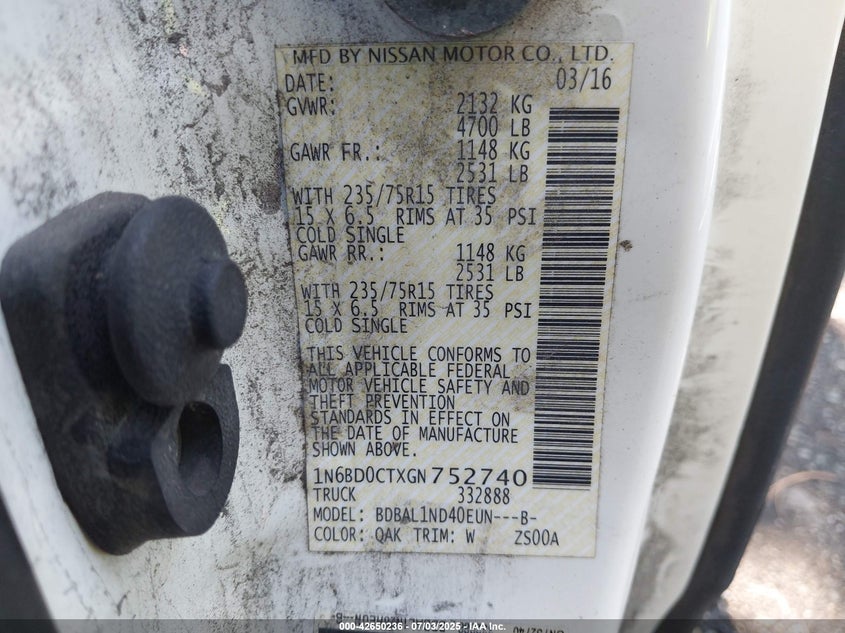 MFD BY NISSAN MOTOR CO., LTD.
DATE: 03/16
GVWR: 2132 KG
4700 LB
GAWR FR.: 1148 KG
2531 LB
WITH 235/75R15 TIRES
15 X 6.5 RIMS AT 35 PSI
COLD SINGLE
GAWR RR.: 1148 KG
2531 LB
WITH 235/75R15 TIRES
15 X 6.5 RIMS AT 35 PSI
COLD SINGLE
THIS VEHICLE CONFORMS TO
ALL APPLICABLE FEDERAL
MOTOR VEHICLE SAFETY AND
THEFT PREVENTION
STANDARDS IN EFFECT ON
THE DATE OF MANUFACTURE
SHOWN ABOVE.
1N6BD0CTXGN752740
TRUCK 332888
MODEL: BDBAL1ND40EUN---B-
COLOR: QAK TRIM: W ZS00A
000-42650236 - 07/03/2025 - IAA, Inc.